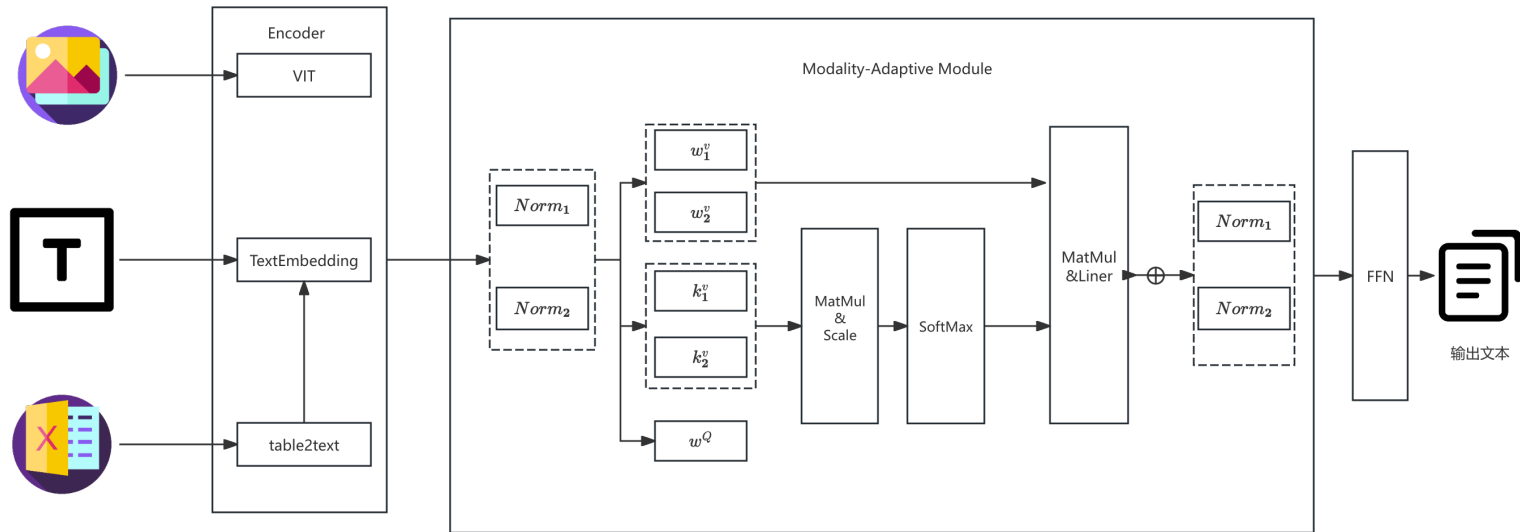 Encoder
VIT
TextEmbedding
table2text
T
X
Modality-Adaptive Module
Norm₁
Norm₂
w₁ᵛ
w₂ᵛ
k₁ᵛ
k₂ᵛ
w^Q
MatMul
&
Scale
SoftMax
MatMul
&Liner
Norm₁
Norm₂
FFN
输出文本